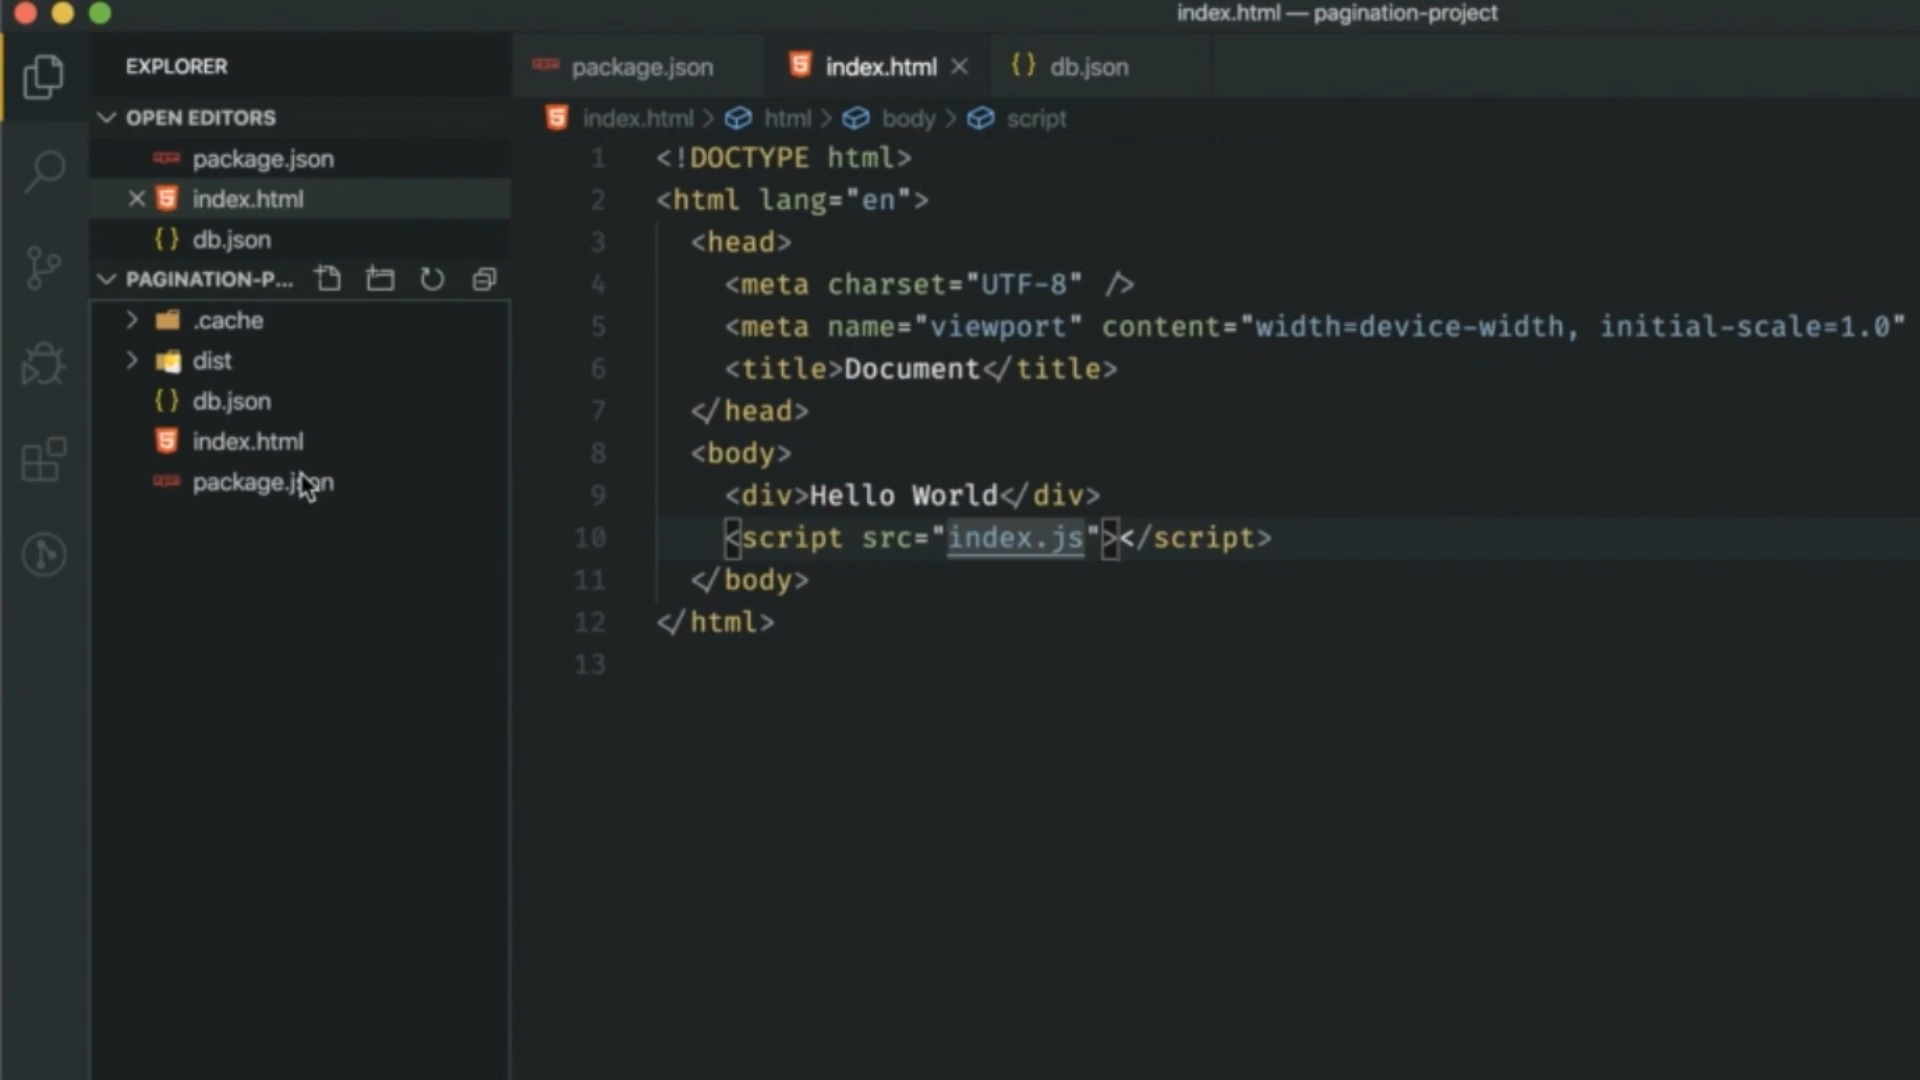 index.html — pagination-project
EXPLORER
OPEN EDITORS
package.json
index.html
db.json
PAGINATION-P...
.cache
dist
db.json
index.html
package.json
package.json
index.html
db.json
index.html > html > body > script
1 <!DOCTYPE html>
2 <html lang="en">
3 <head>
4 <meta charset="UTF-8" />
5 <meta name="viewport" content="width=device-width, initial-scale=1.0"
6 <title>Document</title>
7 </head>
8 <body>
9 <div>Hello World</div>
10 <script src="index.js"></script>
11 </body>
12 </html>
13